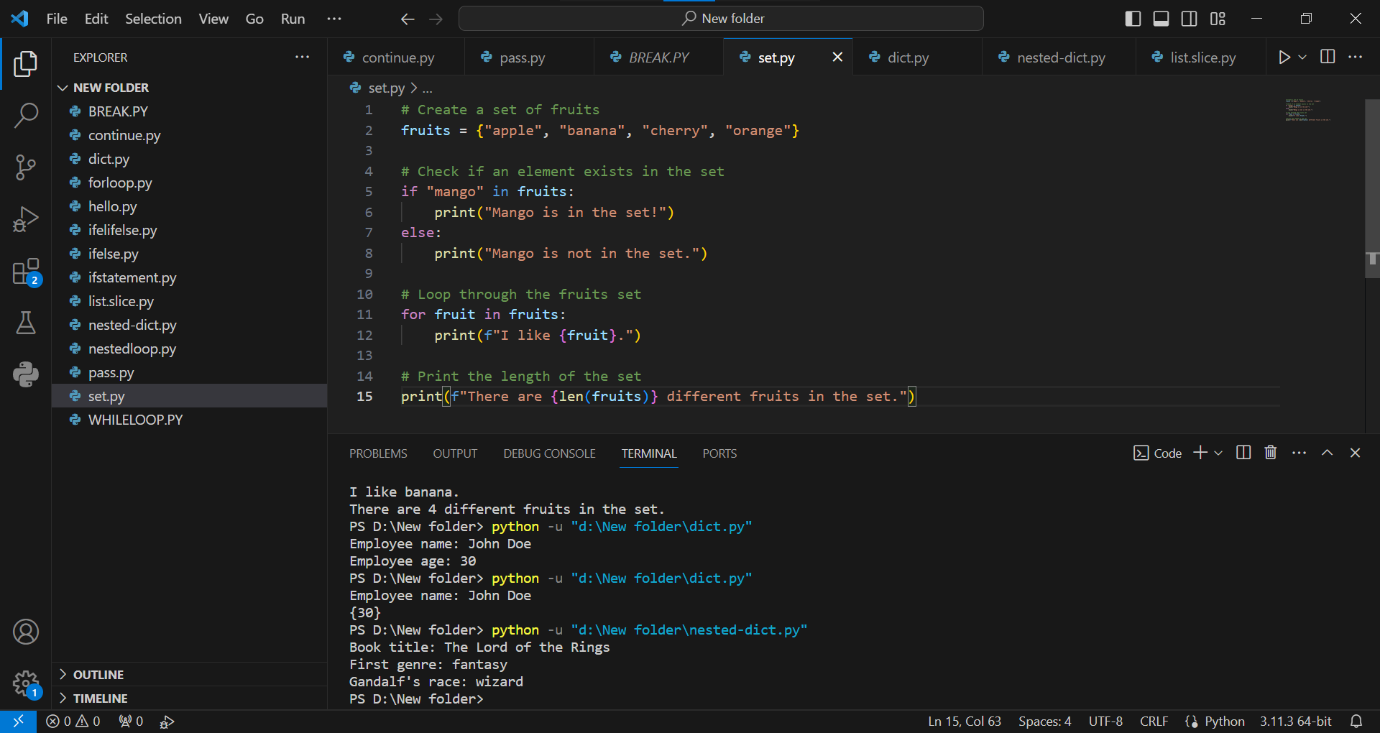 File Edit Selection View Go Run ··· New folder
EXPLORER ···
NEW FOLDER
BREAK.PY
continue.py
dict.py
forloop.py
hello.py
ifelifelse.py
ifelse.py
ifstatement.py
list.slice.py
nested-dict.py
nestedloop.py
pass.py
set.py
WHILELOOP.PY
OUTLINE
TIMELINE
2
1
continue.py pass.py BREAK.PY set.py dict.py nested-dict.py list.slice.py
set.py > ...
1 # Create a set of fruits
2 fruits = {"apple", "banana", "cherry", "orange"}
3
4 # Check if an element exists in the set
5 if "mango" in fruits:
6     print("Mango is in the set!")
7 else:
8     print("Mango is not in the set.")
9
10 # Loop through the fruits set
11 for fruit in fruits:
12     print(f"I like {fruit}.")
13
14 # Print the length of the set
15 print(f"There are {len(fruits)} different fruits in the set.")
PROBLEMS OUTPUT DEBUG CONSOLE TERMINAL PORTS Code
I like banana.
There are 4 different fruits in the set.
PS D:\New folder> python -u "d:\New folder\dict.py"
Employee name: John Doe
Employee age: 30
PS D:\New folder> python -u "d:\New folder\dict.py"
Employee name: John Doe
{30}
PS D:\New folder> python -u "d:\New folder\nested-dict.py"
Book title: The Lord of the Rings
First genre: fantasy
Gandalf's race: wizard
PS D:\New folder>
0 0 0 Ln 15, Col 63 Spaces: 4 UTF-8 CRLF Python 3.11.3 64-bit